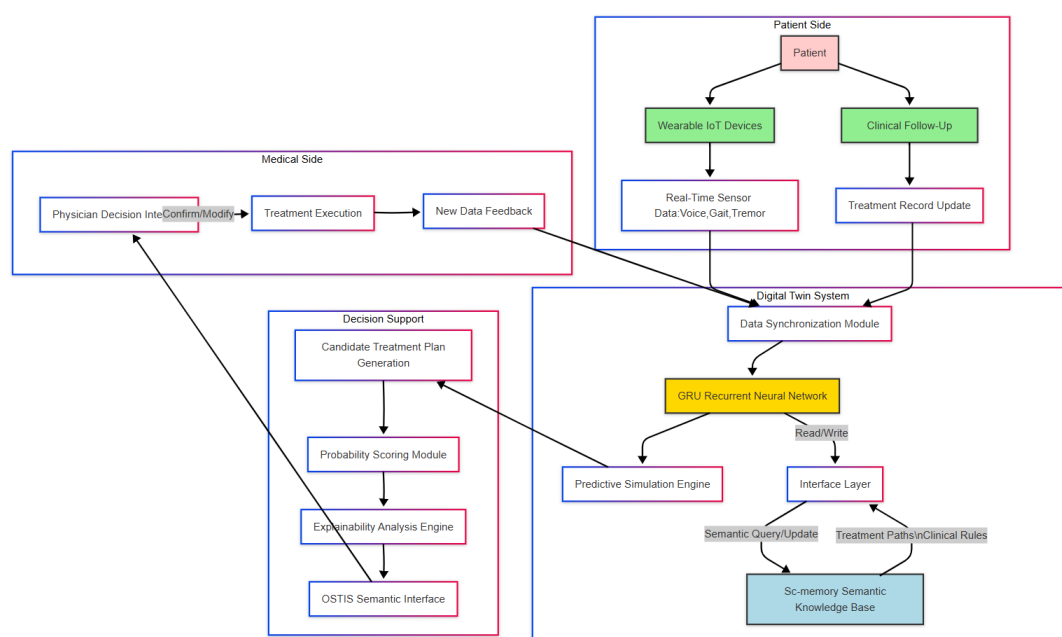 Patient Side
Patient
Wearable IoT Devices
Clinical Follow-Up
Real-Time Sensor
Data:Voice,Gait,Tremor
Treatment Record Update
Medical Side
Physician Decision Inte
Confirm/Modify
Treatment Execution
New Data Feedback
Digital Twin System
Data Synchronization Module
GRU Recurrent Neural Network
Read/Write
Predictive Simulation Engine
Interface Layer
Semantic Query/Update
Treatment Paths\nClinical Rules
Sc-memory Semantic
Knowledge Base
Decision Support
Candidate Treatment Plan
Generation
Probability Scoring Module
Explainability Analysis Engine
OSTIS Semantic Interface